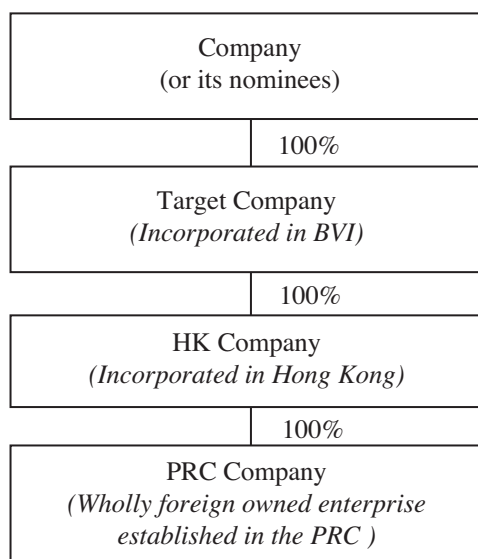 Company
(or its nominees)
100%
Target Company
(Incorporated in BVI)
100%
HK Company
(Incorporated in Hong Kong)
100%
PRC Company
(Wholly foreign owned enterprise
established in the PRC )